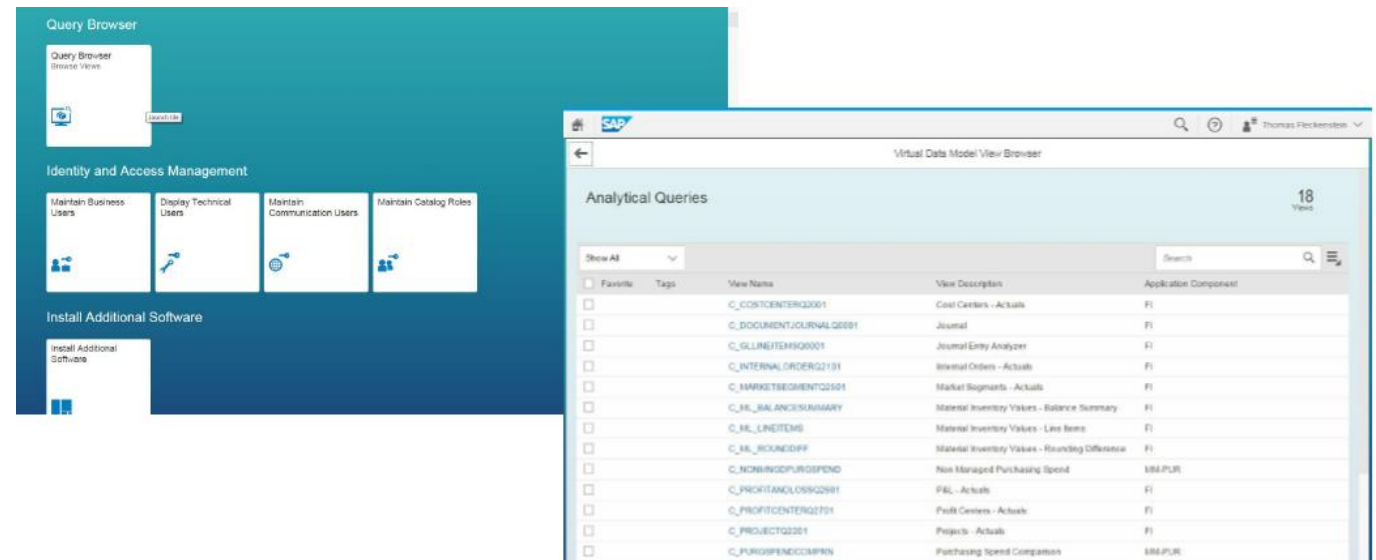 Query Browser
Query Browser
Browse Views
Launch tile
Identity and Access Management
Maintain Business
Users
Display Technical
Users
Maintain
Communication Users
Maintain Catalog Roles
Install Additional Software
Install Additional
Software
SAP
Thomas Fleckenstein
Virtual Data Model View Browser
Analytical Queries
18
Views
Show All
Search
Favorite Tags View Name View Description Application Component
C_COSTCENTERQ2001 Cost Centers - Actuals FI
C_DOCUMENTJOURNALQ0001 Journal FI
C_GLLINEITEMSQ0001 Journal Entry Analyzer FI
C_INTERNALORDERQ2101 Internal Orders - Actuals FI
C_MARKETSEGMENTQ2501 Market Segments - Actuals FI
C_ML_BALANCESUMMARY Material Inventory Values - Balance Summary FI
C_ML_LINEITEMS Material Inventory Values - Line Items FI
C_ML_ROUNDDIFF Material Inventory Values - Rounding Difference FI
C_NONMNGDPURGSPEND Non Managed Purchasing Spend MM-PUR
C_PROFITANDLOSSQ2901 P&L - Actuals FI
C_PROFITCENTERQ2701 Profit Centers - Actuals FI
C_PROJECTQ2301 Projects - Actuals FI
C_PURGSPENDCOMPRN Purchasing Spend Comparison MM-PUR